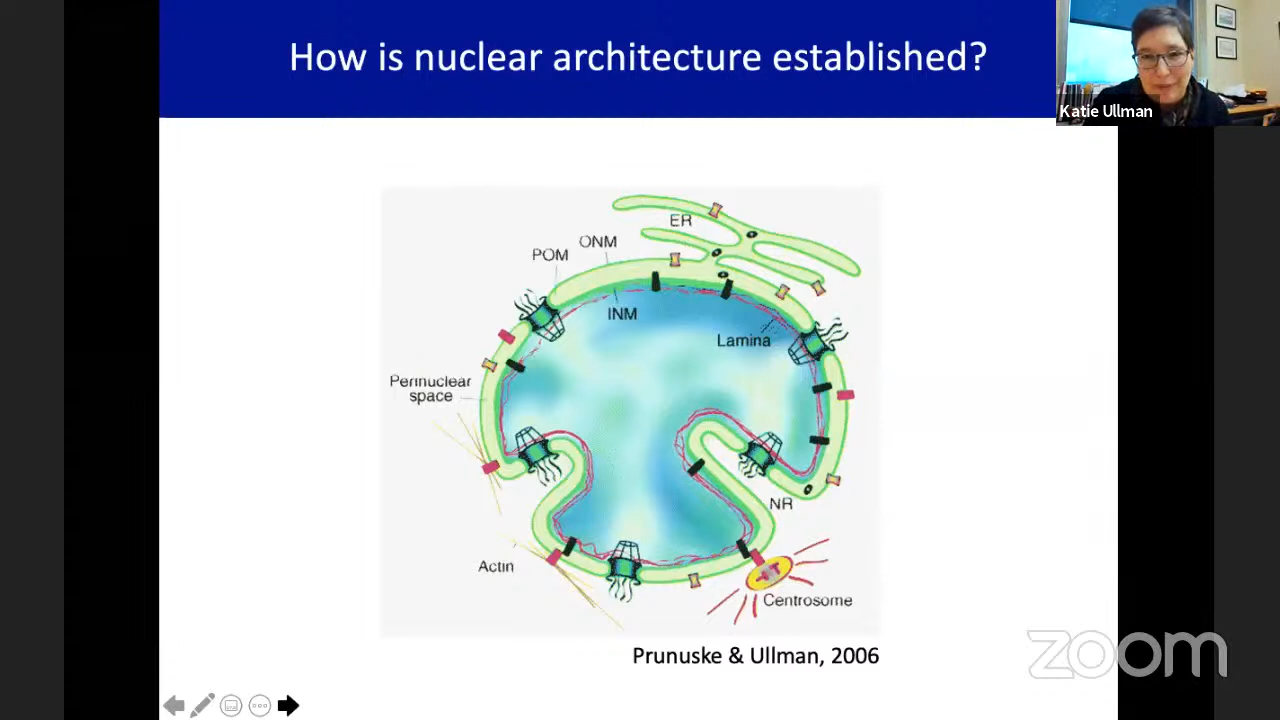 How is nuclear architecture established?
Katie Ullman
ER
ONM
POM
INM
Lamina
Perinuclear
space
NR
Actin
Centrosome
Prunuske & Ullman, 2006
zoom